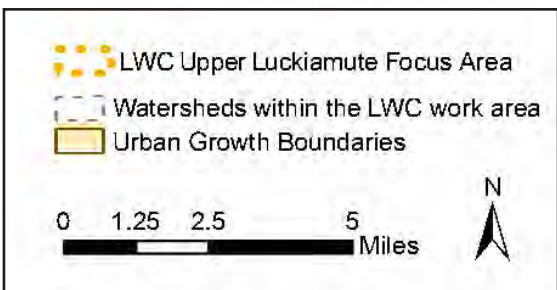 LWC Upper Luckiamute Focus Area
Watersheds within the LWC work area
Urban Growth Boundaries
N
0 1.25 2.5 5
Miles